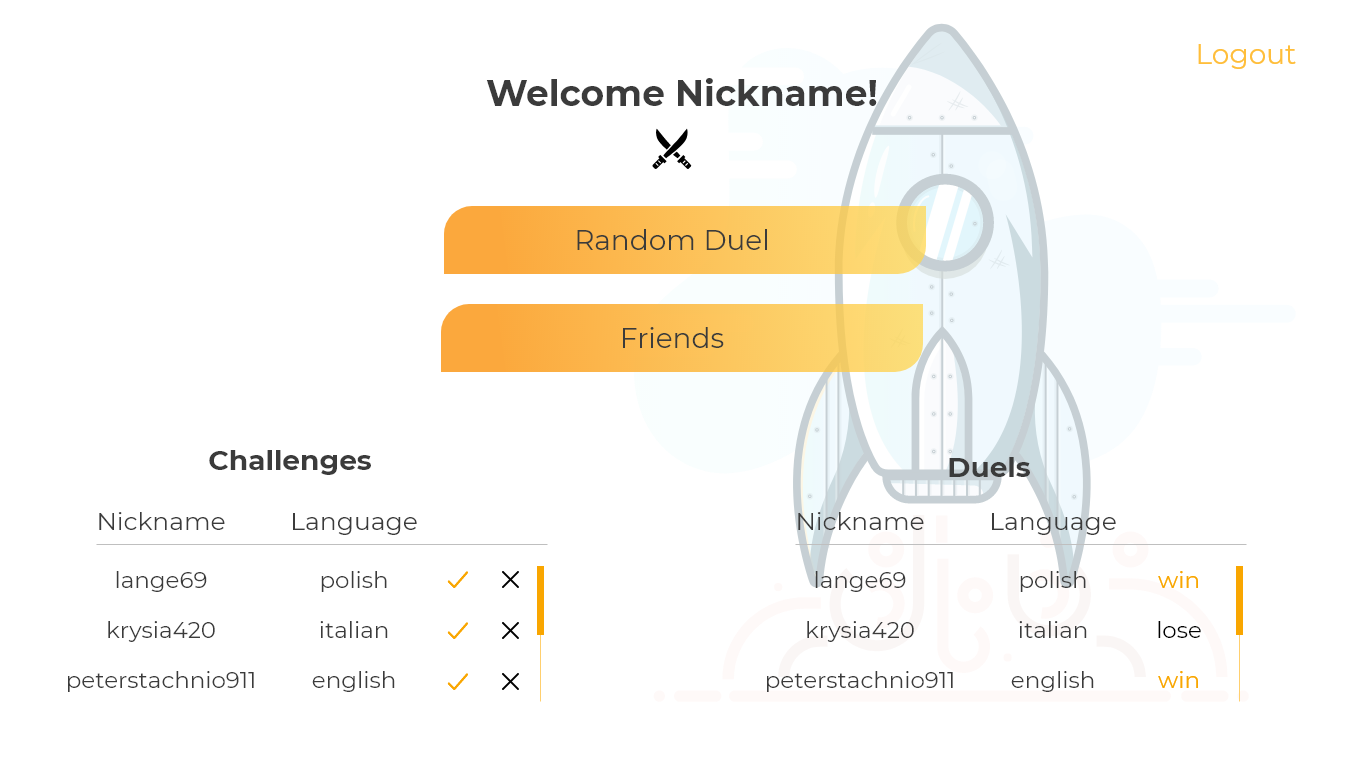 Logout
Welcome Nickname!
Random Duel
Friends
Challenges
Nickname Language
lange69 polish
krysia420 italian
peterstachnio911 english
Duels
Nickname Language
lange69 polish win
krysia420 italian lose
peterstachnio911 english win